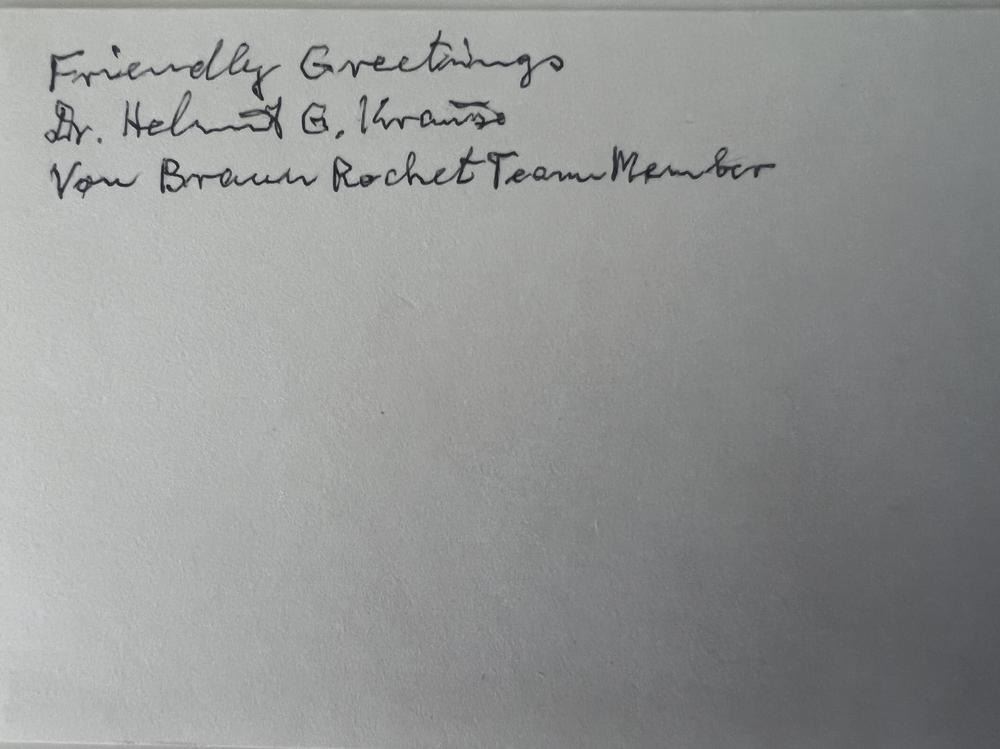 Friendly Greetings
Dr. Helmut G. Krause
Von Braun Rocket Team Member